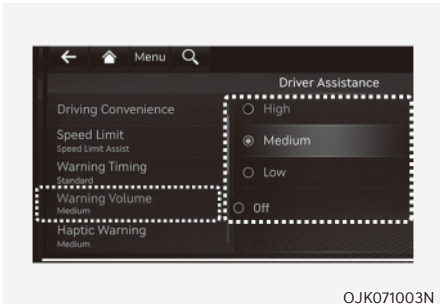 Menu
Driver Assistance
Driving Convenience
High
Speed Limit
Speed Limit Assist
Medium
Warning Timing
Standard
Low
Warning Volume
Medium
Off
Haptic Warning
Medium
OJK071003N